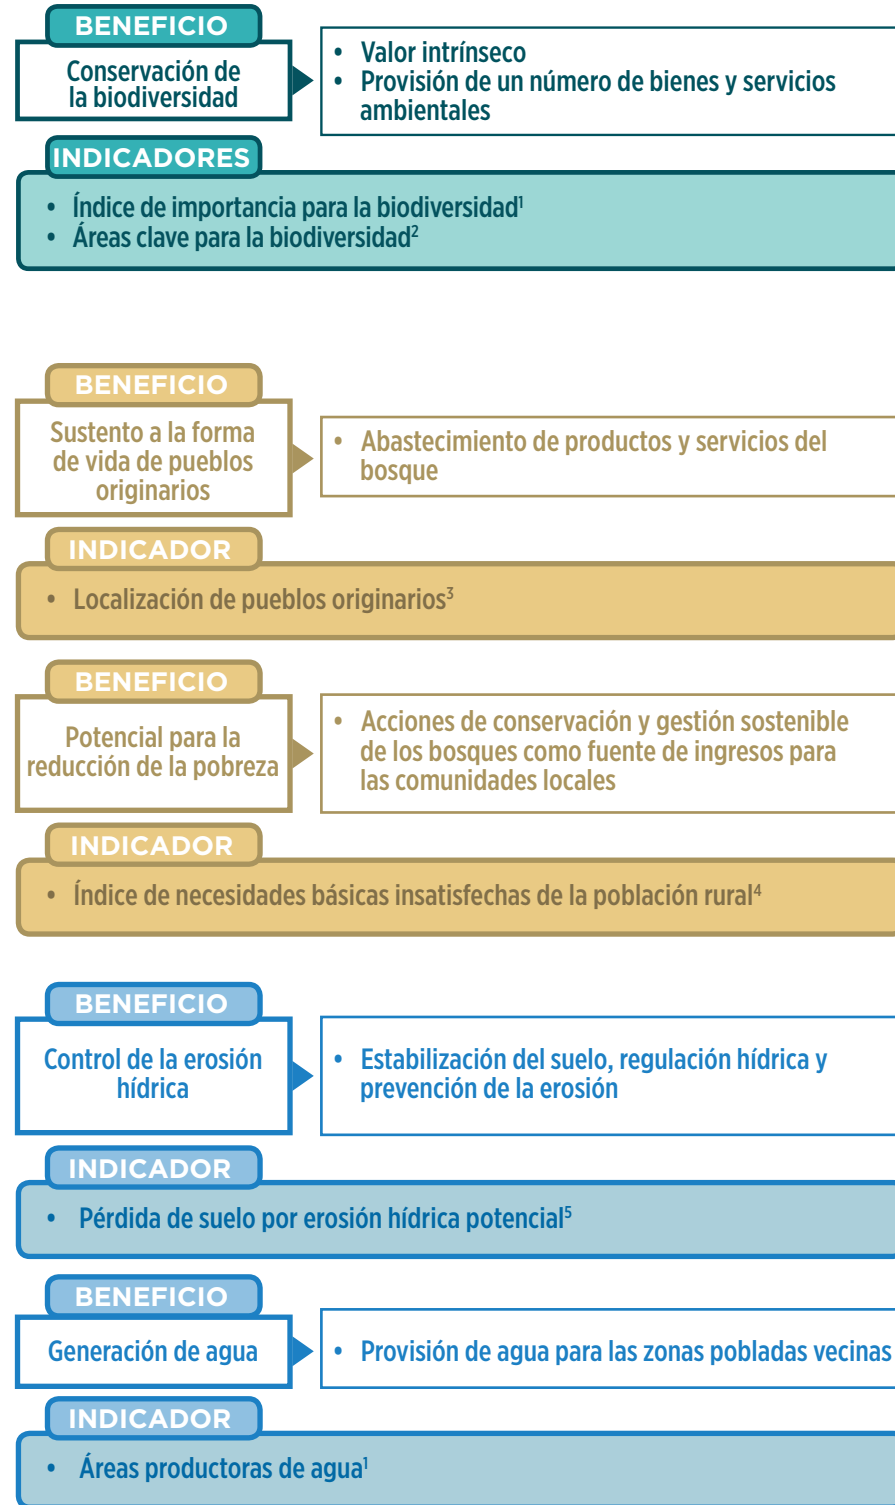 BENEFICIO
Conservación de
la biodiversidad
• Valor intrínseco
• Provisión de un número de bienes y servicios
ambientales
INDICADORES
• Índice de importancia para la biodiversidad¹
• Áreas clave para la biodiversidad²
BENEFICIO
Sustento a la forma
de vida de pueblos
originarios
• Abastecimiento de productos y servicios del
bosque
INDICADOR
• Localización de pueblos originarios³
BENEFICIO
Potencial para la
reducción de la pobreza
• Acciones de conservación y gestión sostenible
de los bosques como fuente de ingresos para
las comunidades locales
INDICADOR
• Índice de necesidades básicas insatisfechas de la población rural⁴
BENEFICIO
Control de la erosión
hídrica
• Estabilización del suelo, regulación hídrica y
prevención de la erosión
INDICADOR
• Pérdida de suelo por erosión hídrica potencial⁵
BENEFICIO
Generación de agua
• Provisión de agua para las zonas pobladas vecinas
INDICADOR
• Áreas productoras de agua¹